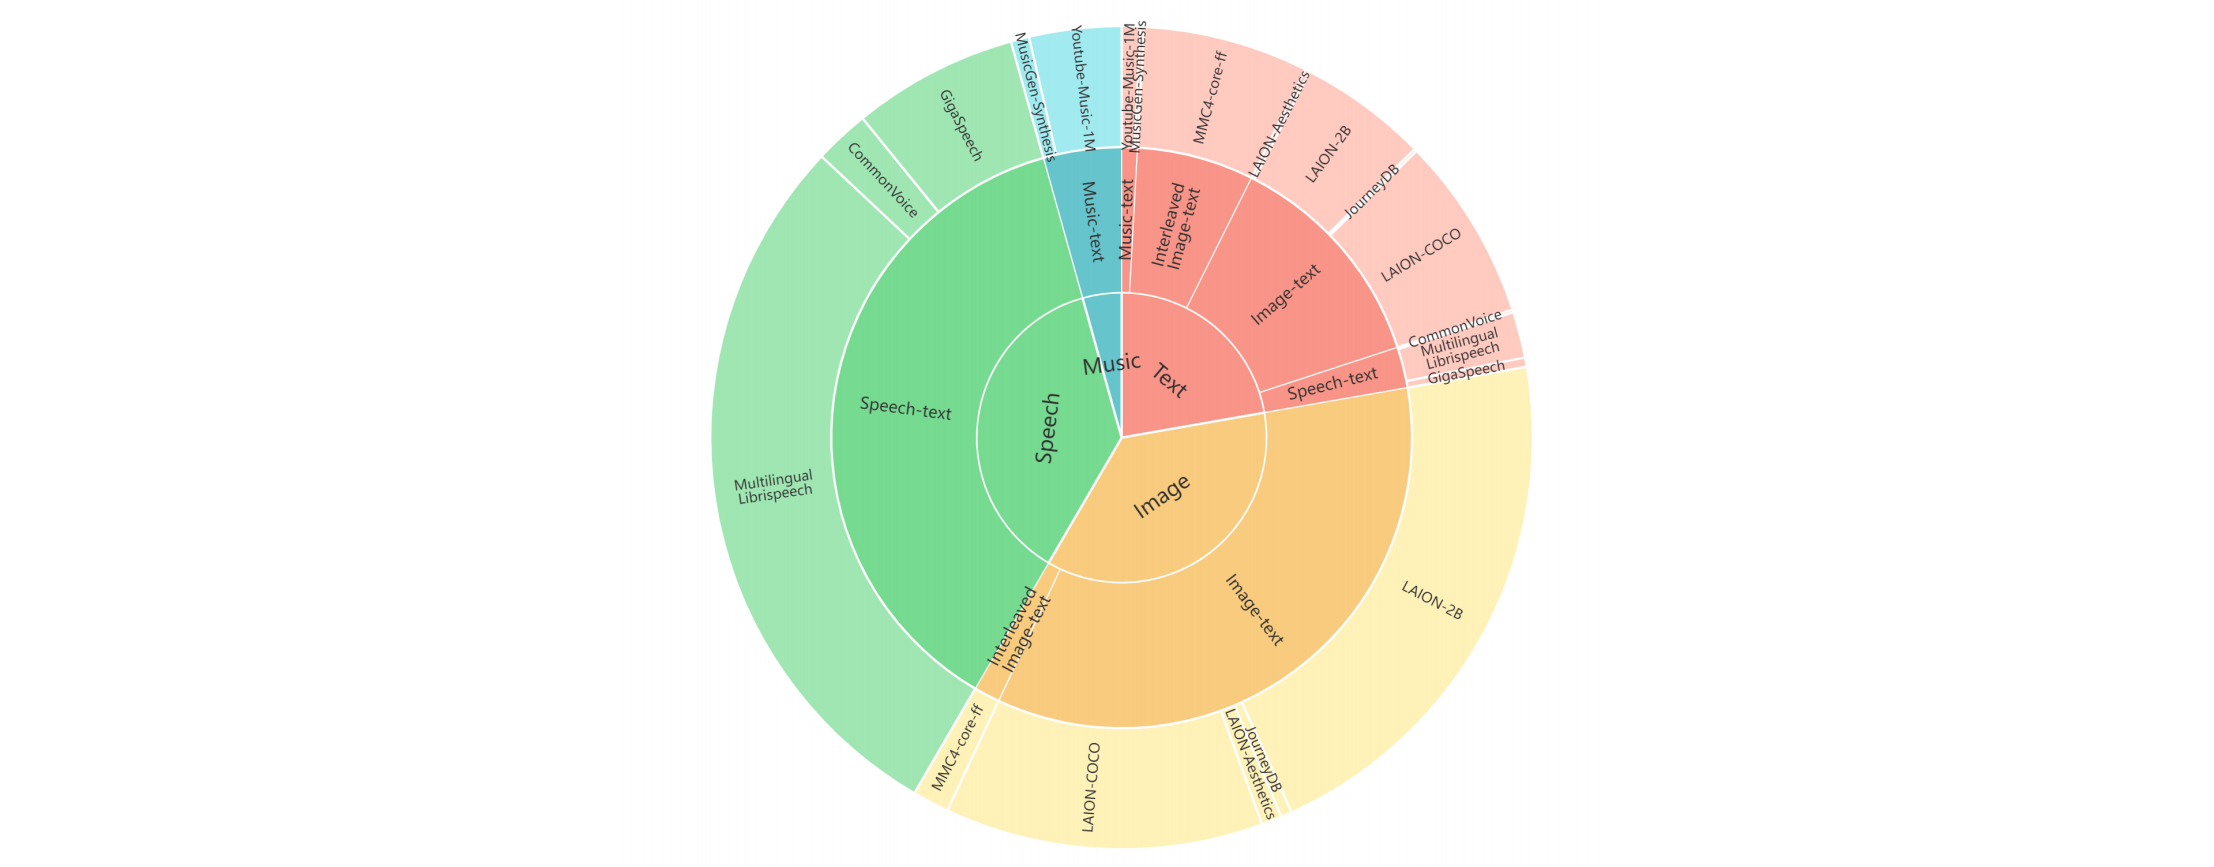 Music
Text
Image
Speech
Music-text
Interleaved
Image-text
Image-text
Speech-text
Image-text
Interleaved
Image-text
Speech-text
Music-text
Youtube-Music-1M
MusicGen-Synthesis
MMC4-core-ff
LAION-Aesthetics
LAION-2B
JourneyDB
LAION-COCO
CommonVoice
Multilingual
Librispeech
GigaSpeech
LAION-2B
JourneyDB
LAION-Aesthetics
LAION-COCO
MMC4-core-ff
Multilingual
Librispeech
CommonVoice
GigaSpeech
MusicGen-Synthesis
Youtube-Music-1M